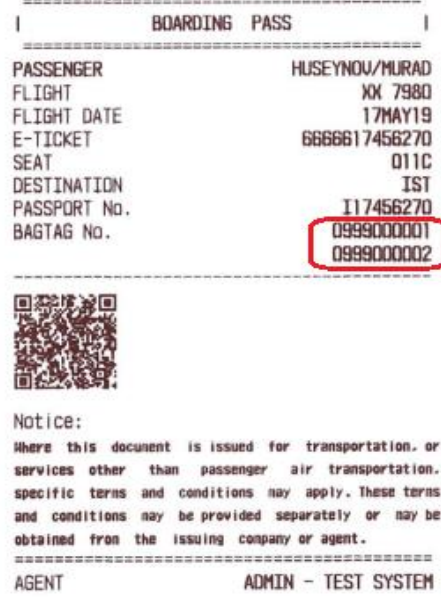 BOARDING PASS
PASSENGER HUSEYNOV/MURAD
FLIGHT XX 7980
FLIGHT DATE 17MAY19
E-TICKET 6666617456270
SEAT 011C
DESTINATION IST
PASSPORT No. I17456270
BAGTAG No. 0999000001
0999000002
Notice:
Where this document is issued for transportation. or
services other than passenger air transportation.
specific terms and conditions may apply. These terms
and conditions may be provided separately or may be
obtained from the issuing company or agent.
AGENT ADMIN - TEST SYSTEM